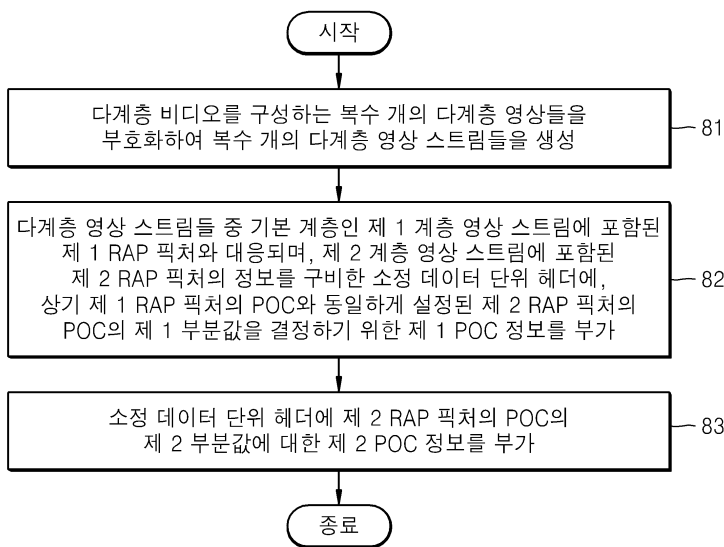 시작
다계층 비디오를 구성하는 복수 개의 다계층 영상들을
부호화하여 복수 개의 다계층 영상 스트림들을 생성
81
다계층 영상 스트림들 중 기본 계층인 제 1 계층 영상 스트림에 포함된
제 1 RAP 픽처와 대응되며, 제 2 계층 영상 스트림에 포함된
제 2 RAP 픽처의 정보를 구비한 소정 데이터 단위 헤더에,
상기 제 1 RAP 픽처의 POC와 동일하게 설정된 제 2 RAP 픽처의
POC의 제 1 부분값을 결정하기 위한 제 1 POC 정보를 부가
82
소정 데이터 단위 헤더에 제 2 RAP 픽처의 POC의
제 2 부분값에 대한 제 2 POC 정보를 부가
83
종료